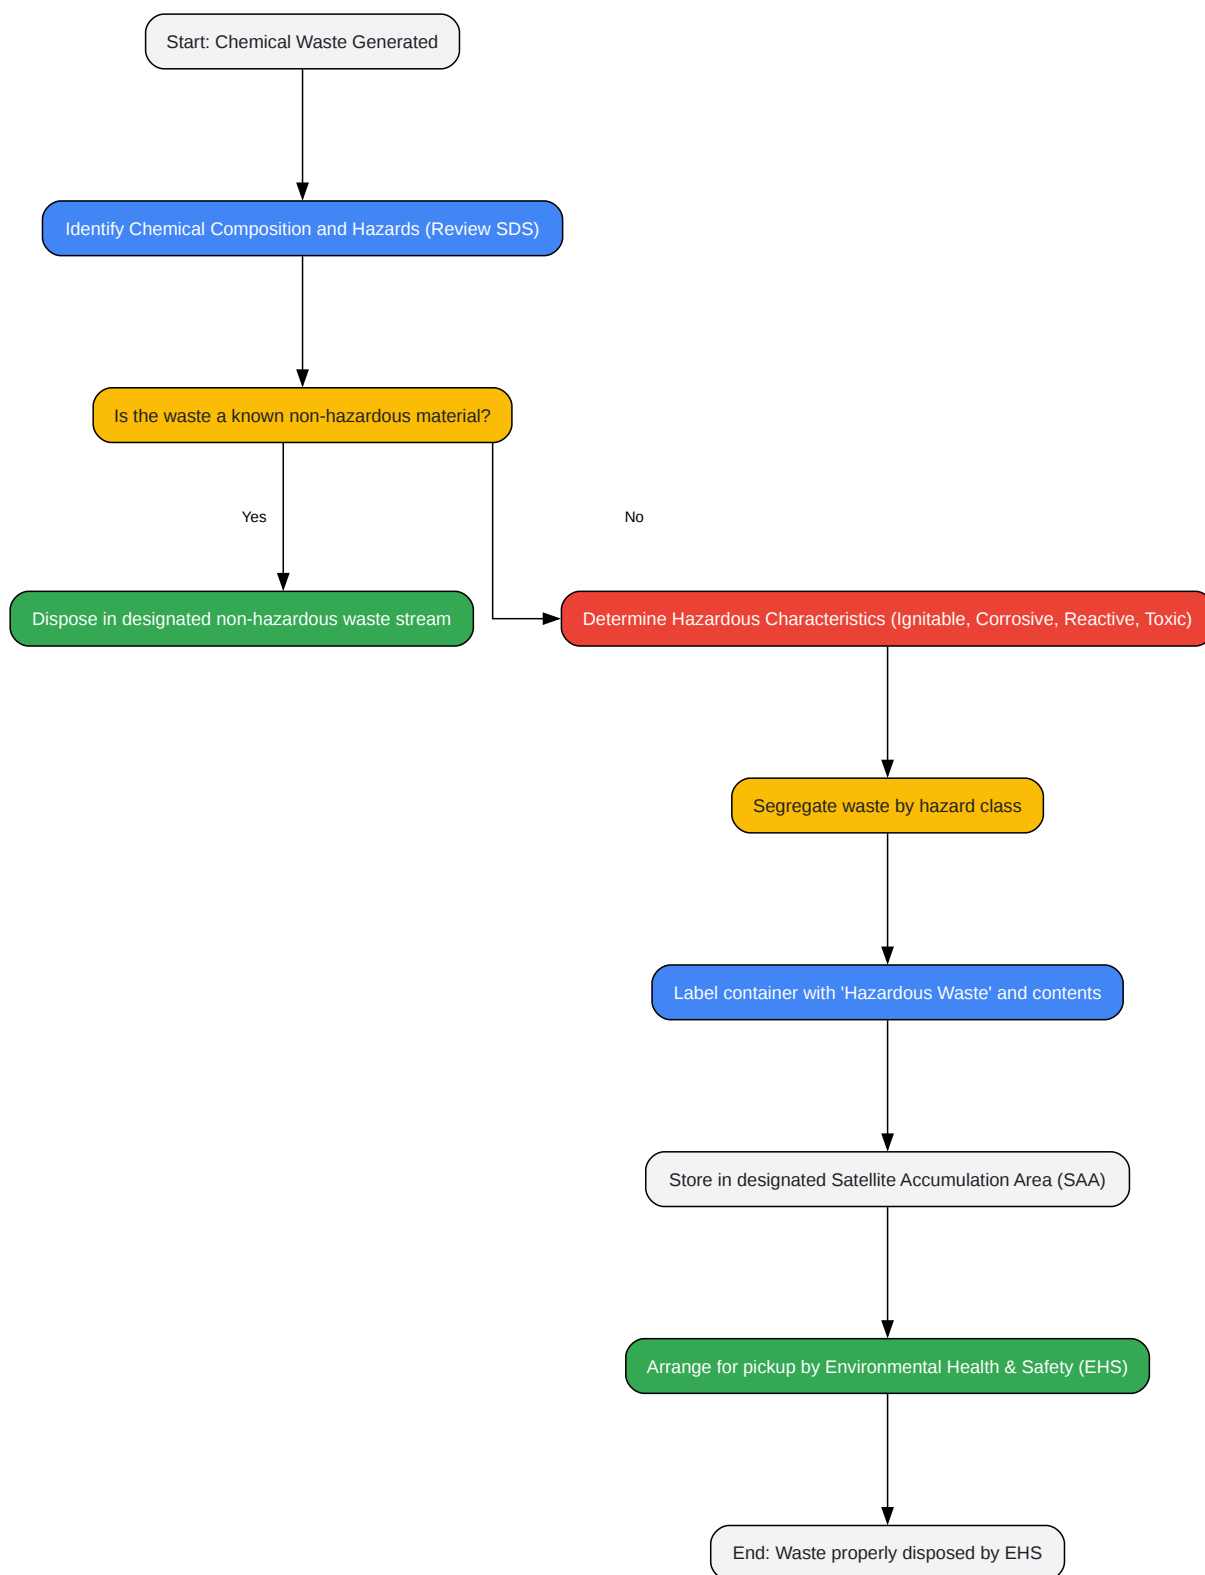 Start: Chemical Waste Generated
Identify Chemical Composition and Hazards (Review SDS)
Is the waste a known non-hazardous material?
Yes
No
Dispose in designated non-hazardous waste stream
Determine Hazardous Characteristics (Ignitable, Corrosive, Reactive, Toxic)
Segregate waste by hazard class
Label container with 'Hazardous Waste' and contents
Store in designated Satellite Accumulation Area (SAA)
Arrange for pickup by Environmental Health & Safety (EHS)
End: Waste properly disposed by EHS